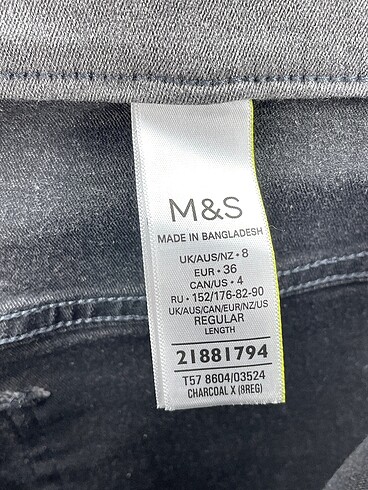 M&S
MADE IN BANGLADESH
UK/AUS/NZ • 8
EUR • 36
CAN/US • 4
RU • 152/176-82-90
UK/AUS/CAN/EUR/NZ/US
REGULAR
LENGTH
21881794
T57 8604/03524
CHARCOAL X (8REG)